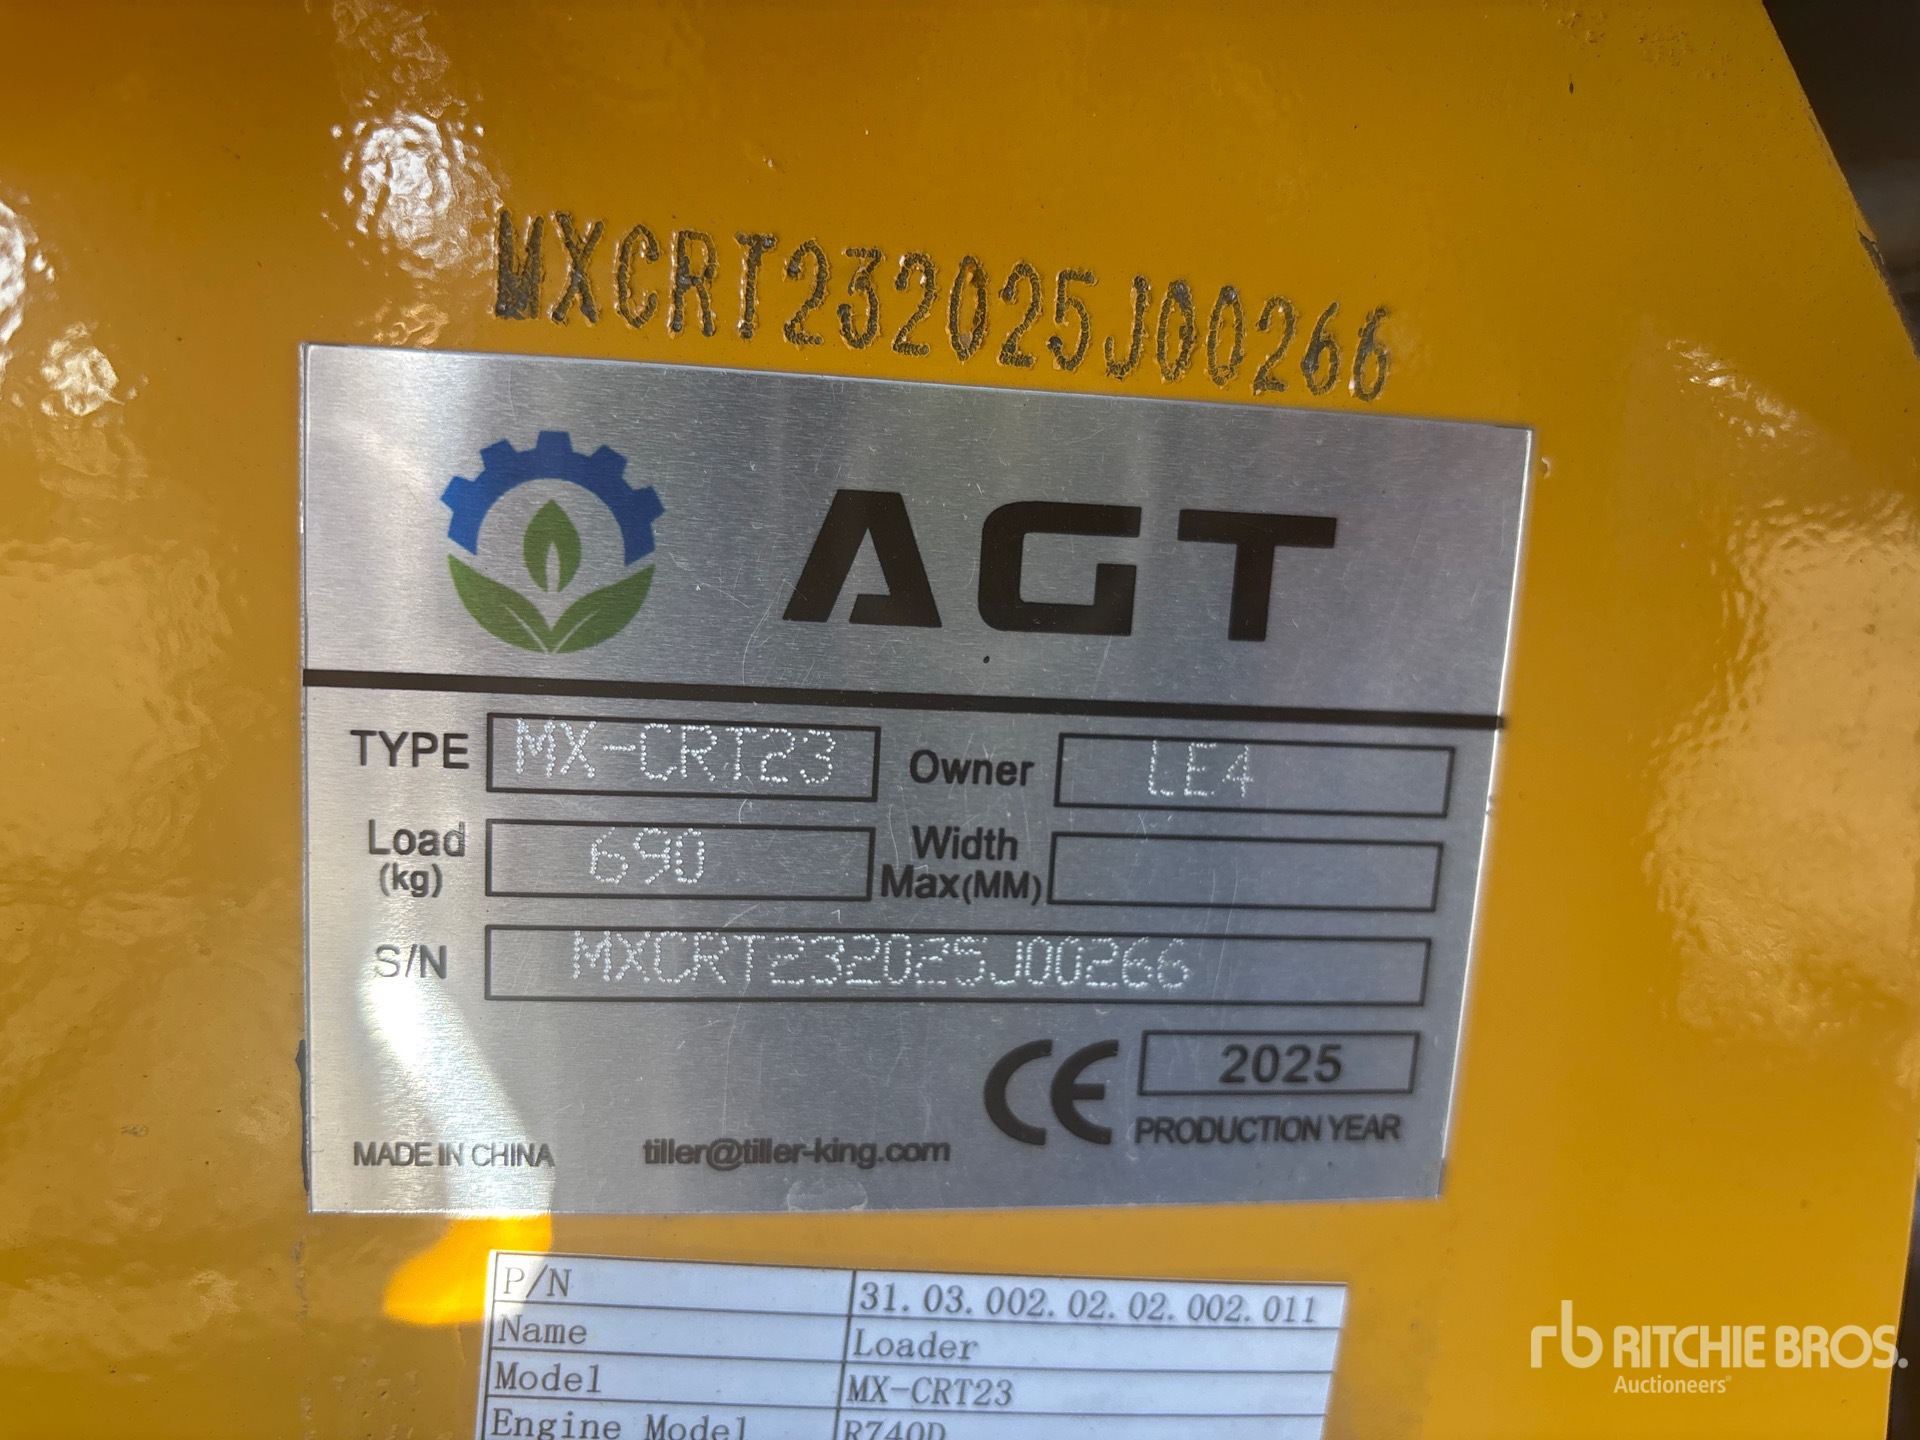 MXCRT232025J00266
AGT
TYPE MX-CRT23 Owner LE4
Load (kg) 690 Width Max(MM)
S/N MXCRT232025J00266
CE 2025
PRODUCTION YEAR
MADE IN CHINA tiller@tiller-king.com
P/N 31.03.002.02.02.002.011
Name Loader
Model MX-CRT23
Engine Model R740D
rb RITCHIE BROS.
Auctioneers